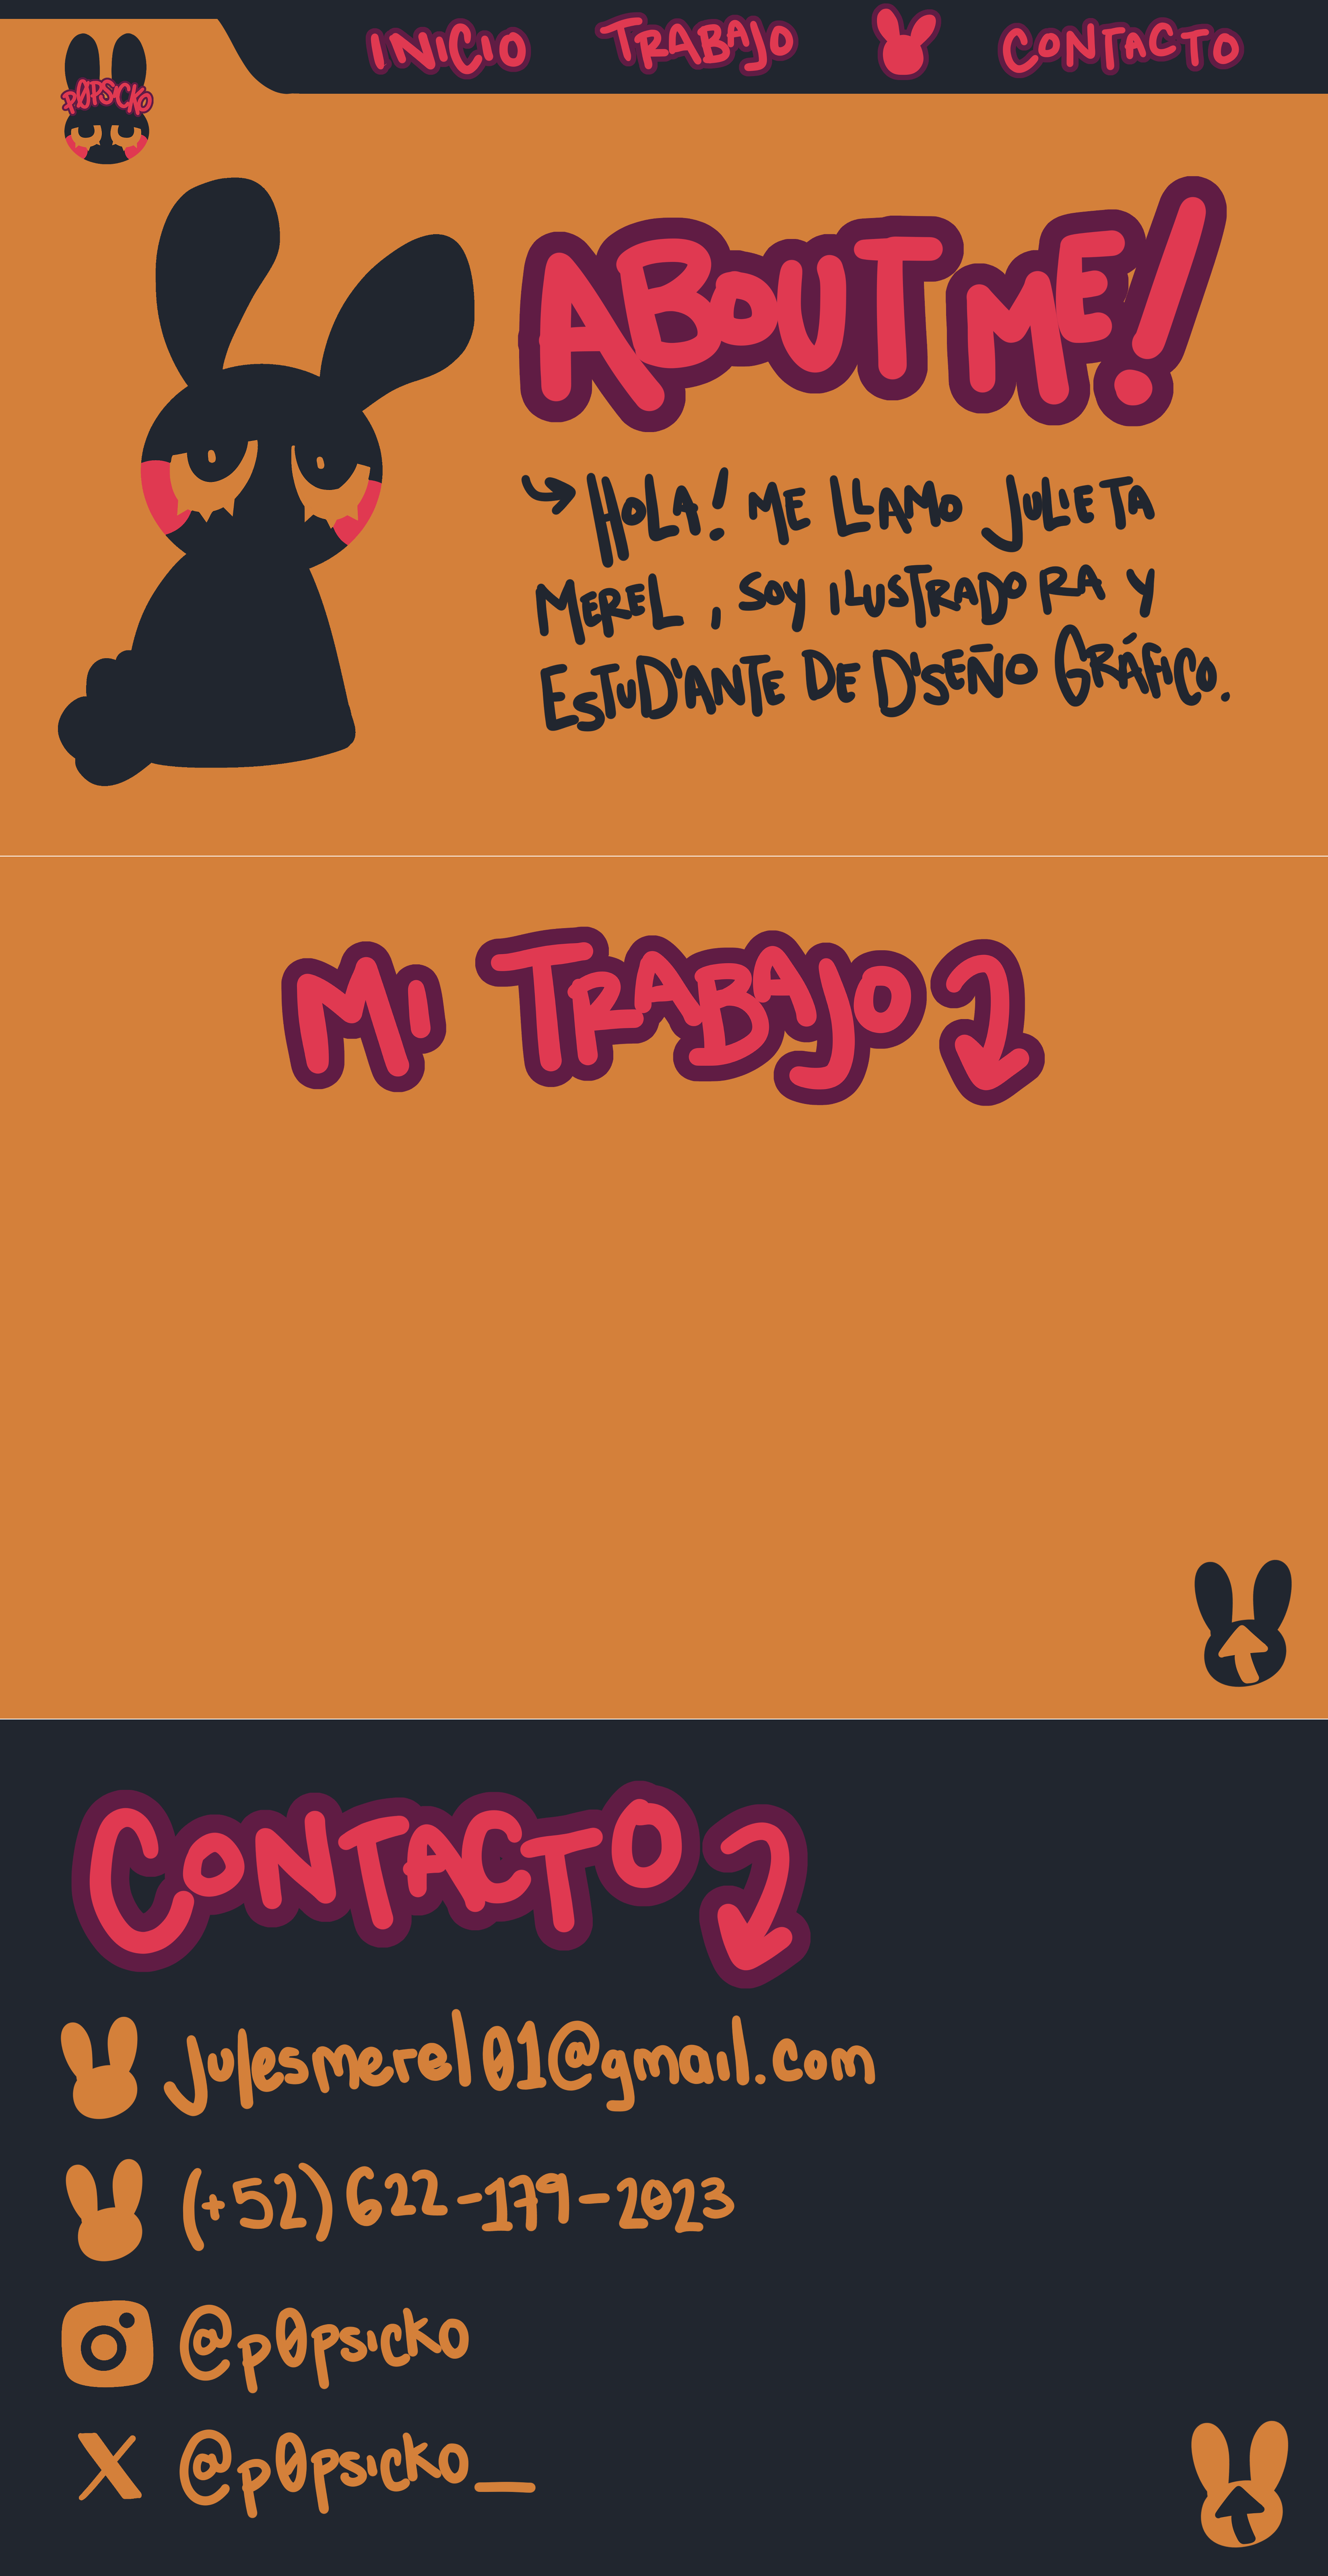 INICIO TRABAJO CONTACTO
PØPSICKO
ABOUT ME!
HOLA! ME LLAMO JULIETA
MEREL, SOY ILUSTRADORA Y
ESTUDIANTE DE DISEÑO GRÁFICO.
MI TRABAJO
CONTACTO
julesmerel01@gmail.com
(+52) 622-179-2023
@p0psicko
@p0psicko_